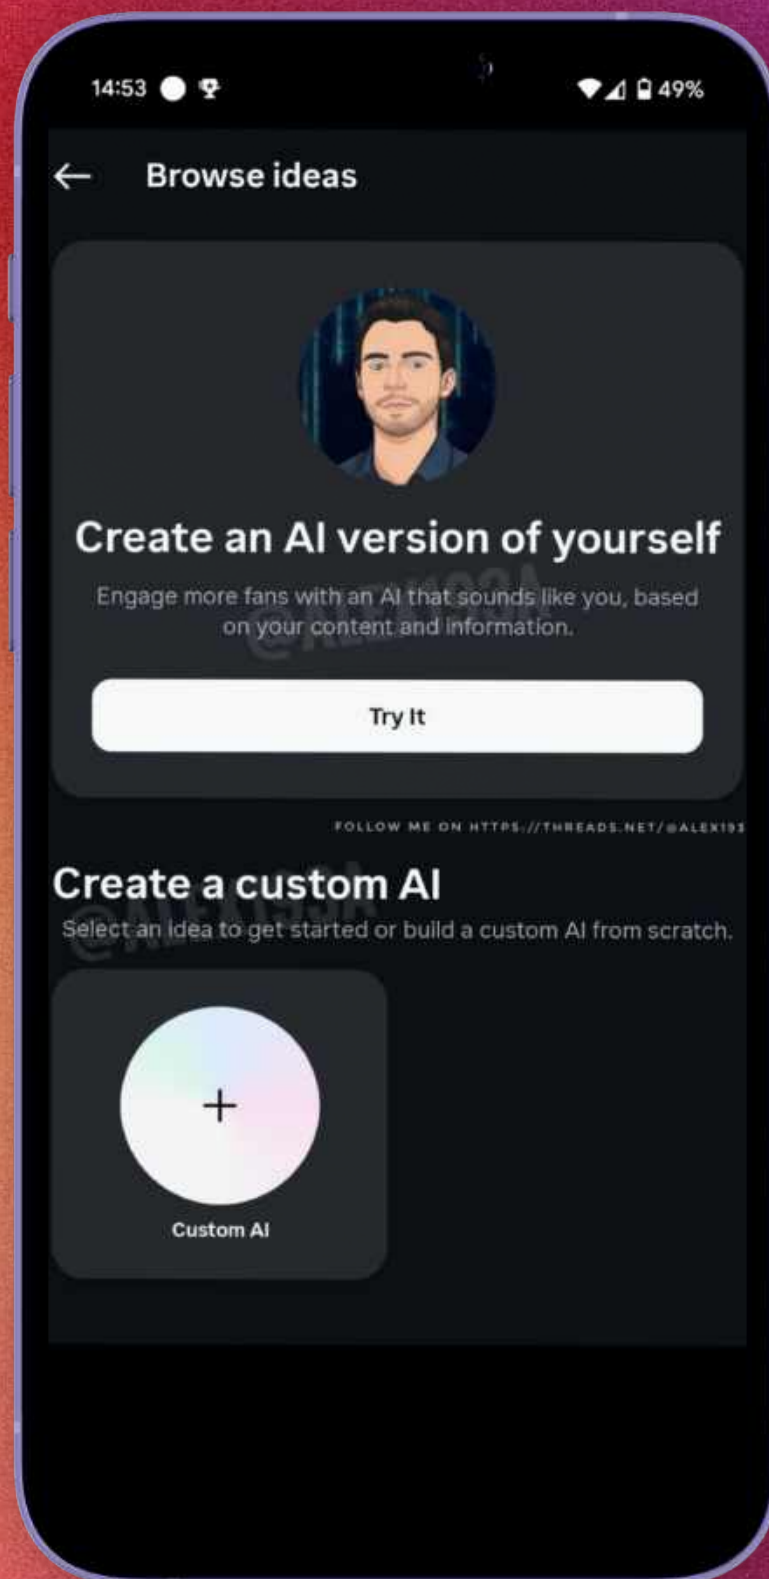 14:53 49%
Browse ideas
Create an AI version of yourself
Engage more fans with an AI that sounds like you, based
on your content and information.
@ALEX193A
Try It
FOLLOW ME ON HTTPS://THREADS.NET/@ALEX193
Create a custom AI
@ALEX193A
Select an idea to get started or build a custom AI from scratch.
+
Custom AI